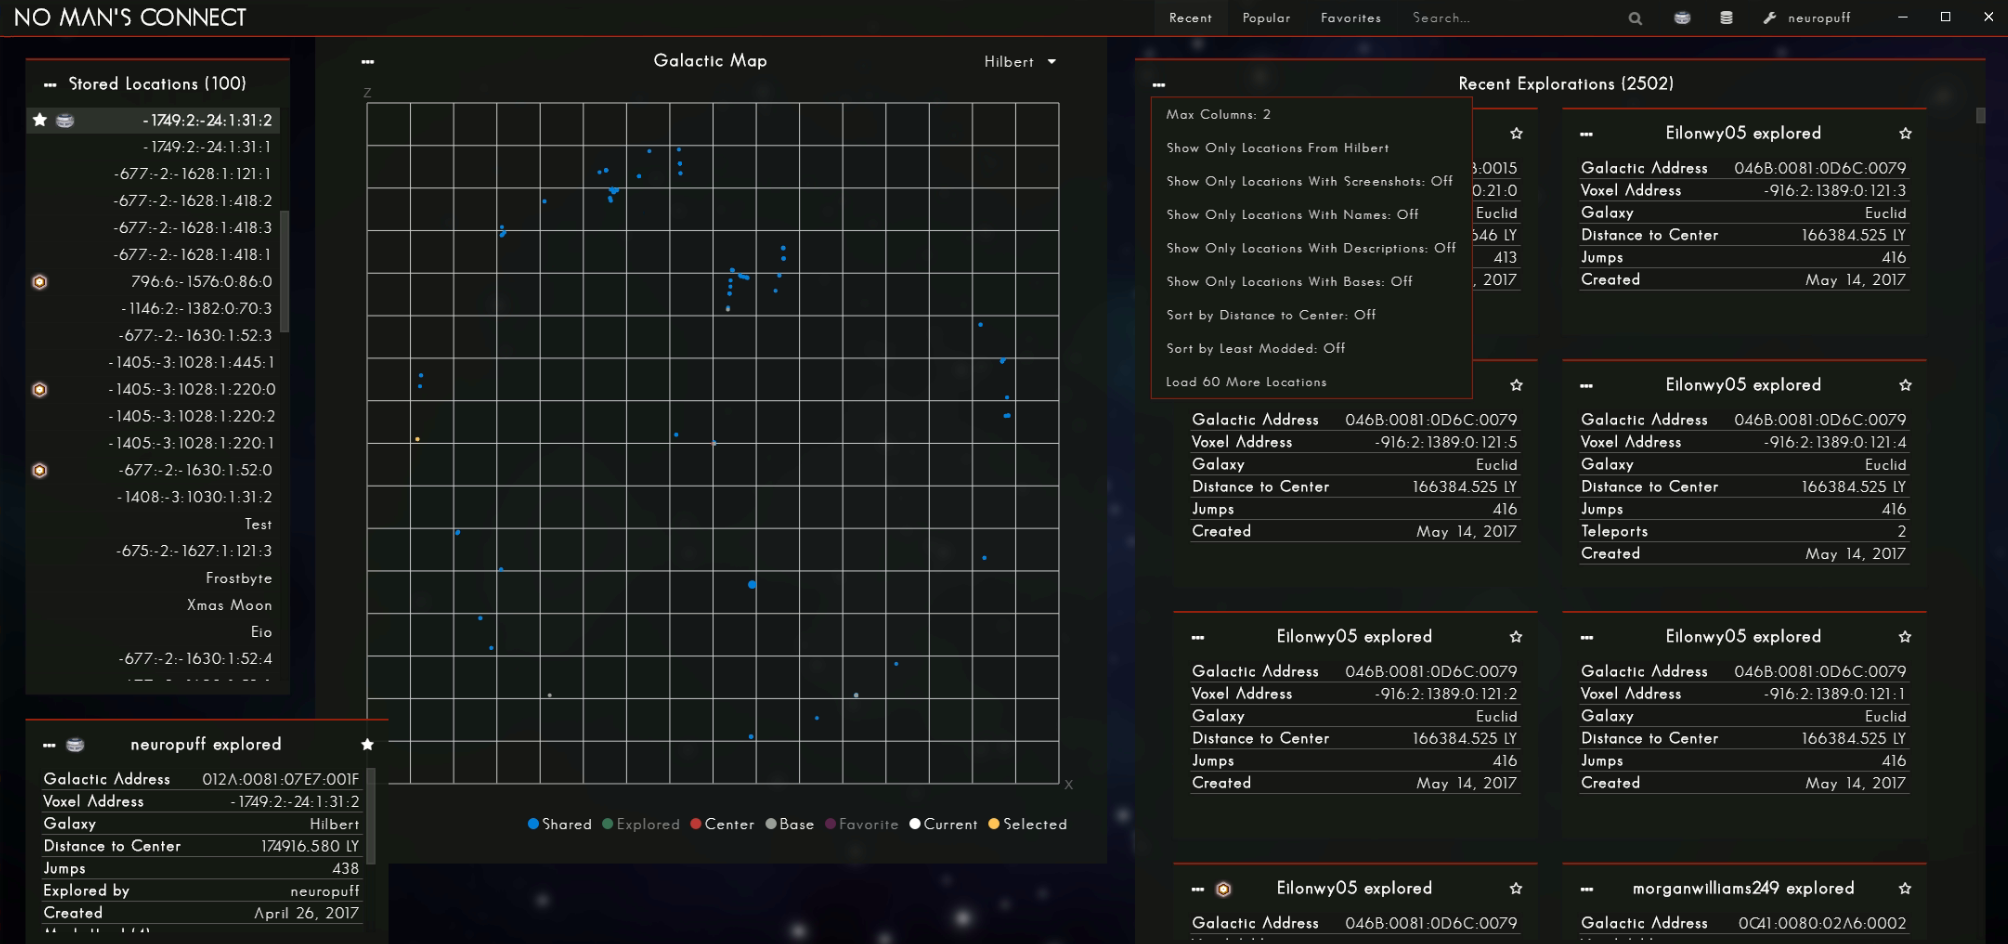 NO MAN'S CONNECT
Recent
Popular
Favorites
Search...
neuropuff
Stored Locations (100)
-1749:2:-24:1:31:2
-1749:2:-24:1:31:1
-677:-2:-1628:1:121:1
-677:-2:-1628:1:418:2
-677:-2:-1628:1:418:3
-677:-2:-1628:1:418:1
796:6:-1576:0:86:0
-1146:-2:-1382:0:70:3
-677:-2:-1630:1:52:3
-1405:-3:1028:1:445:1
-1405:-3:1028:1:220:0
-1405:-3:1028:1:220:2
-1405:-3:1028:1:220:1
-677:-2:-1630:1:52:0
-1408:-3:1030:1:31:2
Test
-675:-2:-1627:1:121:3
Frostbyte
Xmas Moon
Eio
-677:-2:-1630:1:52:4
neuropuff explored
Galactic Address 012A:0081:07E7:001F
Voxel Address -1749:2:-24:1:31:2
Galaxy Hilbert
Distance to Center 174916.580 LY
Jumps 438
Explored by neuropuff
Created April 26, 2017
Galactic Map
Hilbert
Z
X
Shared Explored Center Base Favorite Current Selected
Recent Explorations (2502)
Max Columns: 2
Show Only Locations From Hilbert
Show Only Locations With Screenshots: Off
Show Only Locations With Names: Off
Show Only Locations With Descriptions: Off
Show Only Locations With Bases: Off
Sort by Distance to Center: Off
Sort by Least Modded: Off
Load 60 More Locations
:0015
0:21:0
Euclid
646 LY
413
, 2017
Eilonwy05 explored
Galactic Address 046B:0081:0D6C:0079
Voxel Address -916:2:1389:0:121:3
Galaxy Euclid
Distance to Center 166384.525 LY
Jumps 416
Created May 14, 2017
Galactic Address 046B:0081:0D6C:0079
Voxel Address -916:2:1389:0:121:5
Galaxy Euclid
Distance to Center 166384.525 LY
Jumps 416
Created May 14, 2017
Eilonwy05 explored
Galactic Address 046B:0081:0D6C:0079
Voxel Address -916:2:1389:0:121:4
Galaxy Euclid
Distance to Center 166384.525 LY
Jumps 416
Teleports 2
Created May 14, 2017
Eilonwy05 explored
Galactic Address 046B:0081:0D6C:0079
Voxel Address -916:2:1389:0:121:2
Galaxy Euclid
Distance to Center 166384.525 LY
Jumps 416
Created May 14, 2017
Eilonwy05 explored
Galactic Address 046B:0081:0D6C:0079
Voxel Address -916:2:1389:0:121:1
Galaxy Euclid
Distance to Center 166384.525 LY
Jumps 416
Created May 14, 2017
Eilonwy05 explored
Galactic Address 046B:0081:0D6C:0079
morganwilliams249 explored
Galactic Address 0C41:0080:02A6:0002